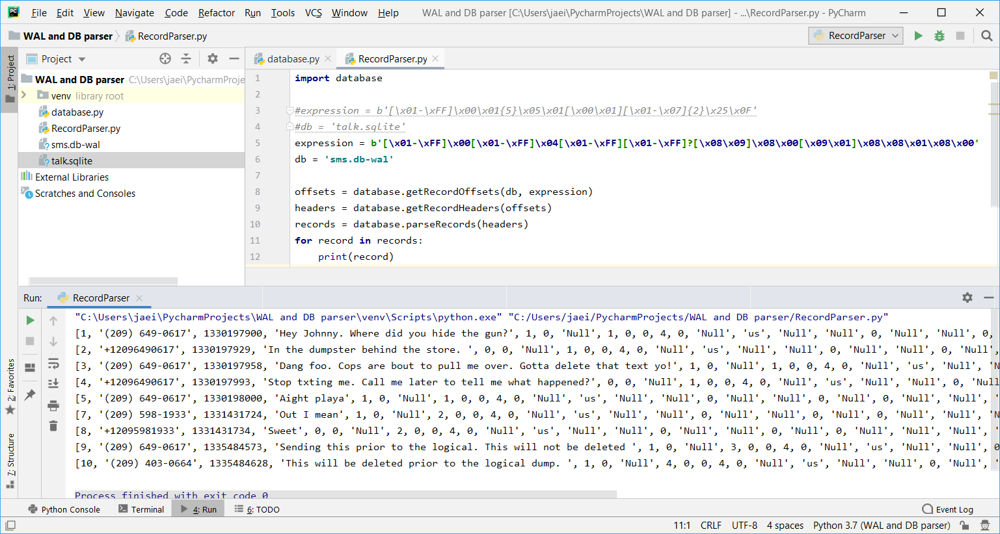 File Edit View Navigate Code Refactor Run Tools VCS Window Help WAL and DB parser [C:\Users\jaei\PycharmProjects\WAL and DB parser] - ...\RecordParser.py - PyCharm
WAL and DB parser RecordParser.py RecordParser
1: Project
Project
database.py RecordParser.py
WAL and DB parser C:\Users\jaei\PycharmProje
venv library root
database.py
RecordParser.py
sms.db-wal
talk.sqlite
External Libraries
Scratches and Consoles
1 import database
2
3 #expression = b'[\x01-\xFF]\x00\x01{5}\x05\x01[\x00\x01][\x01-\x07]{2}\x25\x0F'
4 #db = 'talk.sqlite'
5 expression = b'[\x01-\xFF]\x00[\x01-\xFF]\x04[\x01-\xFF][\x01-\xFF]?[\x08\x09]\x08\x00[\x09\x01]\x08\x08\x01\x08\x00'
6 db = 'sms.db-wal'
7
8 offsets = database.getRecordOffsets(db, expression)
9 headers = database.getRecordHeaders(offsets)
10 records = database.parseRecords(headers)
11 for record in records:
12 print(record)
Run: RecordParser
"C:\Users\jaei\PycharmProjects\WAL and DB parser\venv\Scripts\python.exe" "C:/Users/jaei/PycharmProjects/WAL and DB parser/RecordParser.py"
[1, '(209) 649-0617', 1330197900, 'Hey Johnny. Where did you hide the gun?', 1, 0, 'Null', 1, 0, 0, 4, 0, 'Null', 'us', 'Null', 'Null', 0, 'Null', 'Null', 0,
[2, '+12096490617', 1330197929, 'In the dumpster behind the store. ', 0, 0, 'Null', 1, 0, 0, 4, 0, 'Null', 'us', 'Null', 'Null', 0, 'Null', 'Null', 0, 'Null',
[3, '(209) 649-0617', 1330197958, 'Dang foo. Cops are bout to pull me over. Gotta delete that text yo!', 1, 0, 'Null', 1, 0, 0, 4, 0, 'Null', 'us', 'Null', 'N
[4, '+12096490617', 1330197993, 'Stop txting me. Call me later to tell me what happened?', 0, 0, 'Null', 1, 0, 0, 4, 0, 'Null', 'us', 'Null', 'Null', 0, 'Null
[5, '(209) 649-0617', 1330198000, 'Aight playa', 1, 0, 'Null', 1, 0, 0, 4, 0, 'Null', 'us', 'Null', 'Null', 0, 'Null', 'Null', 0, 'Null', 0, 'Null', 'Null',
[7, '(209) 598-1933', 1331431724, 'Out I mean', 1, 0, 'Null', 2, 0, 0, 4, 0, 'Null', 'us', 'Null', 'Null', 0, 'Null', 'Null', 0, 'Null', 0, 'Null', 'Null', 'N
[8, '+12095981933', 1331431734, 'Sweet', 0, 0, 'Null', 2, 0, 0, 4, 0, 'Null', 'us', 'Null', 'Null', 0, 'Null', 'Null', 0, 'Null', 0, 'Null', 'Null', 'Null',
[9, '(209) 649-0617', 1335484573, 'Sending this prior to the logical. This will not be deleted ', 1, 0, 'Null', 3, 0, 0, 4, 0, 'Null', 'us', 'Null', 'Null', 0
[10, '(209) 403-0664', 1335484628, 'This will be deleted prior to the logical dump. ', 1, 0, 'Null', 4, 0, 0, 4, 0, 'Null', 'us', 'Null', 'Null', 0, 'Null', '
Process finished with exit code 0
2: Favorites
7: Structure
Python Console Terminal 4: Run 6: TODO Event Log
11:1 CRLF UTF-8 4 spaces Python 3.7 (WAL and DB parser)